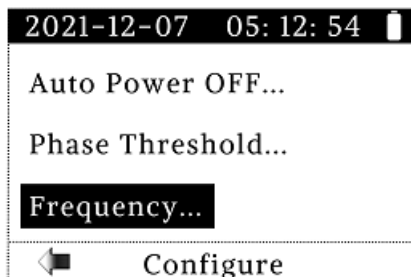 2021-12-07 05: 12: 54
Auto Power OFF...
Phase Threshold...
Frequency...
Configure